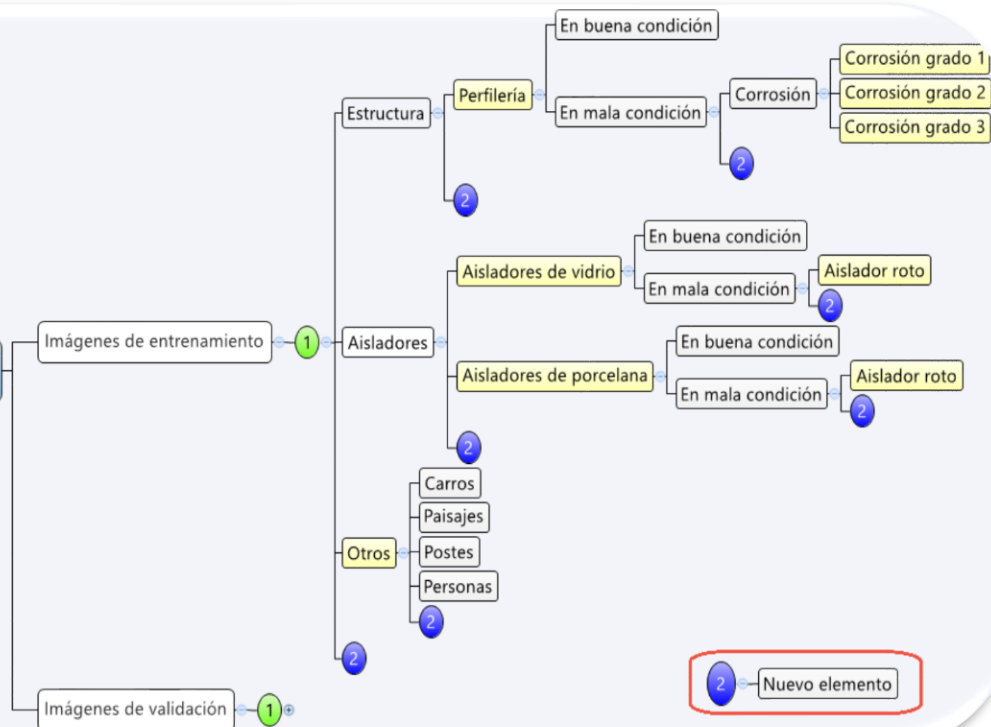 En buena condición
Corrosión grado 1
Perfilería
Corrosión
Corrosión grado 2
Estructura
En mala condición
Corrosión grado 3
2
2
En buena condición
Aisladores de vidrio
Aislador roto
En mala condición
2
Imágenes de entrenamiento
1
Aisladores
En buena condición
Aisladores de porcelana
Aislador roto
En mala condición
2
2
Carros
Paisajes
Otros
Postes
Personas
2
2
2
Nuevo elemento
Imágenes de validación
1